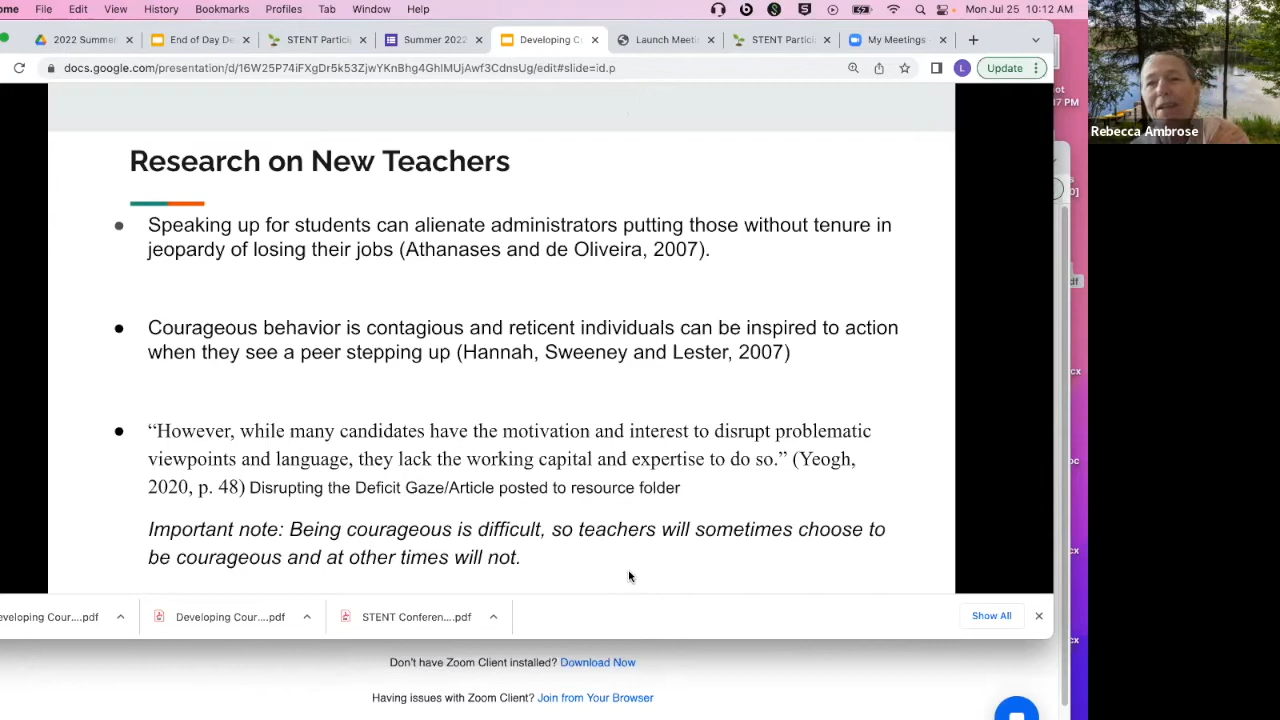 ome File Edit View History Bookmarks Profiles Tab Window Help Mon Jul 25 10:12 AM
2022 Summer End of Day De STENT Partici Summer 2022 Developing Co Launch Meeti STENT Partici My Meetings -
docs.google.com/presentation/d/16W25P74iFXgDr5k53ZjwYKnBhg4GhIMUjAwf3CdnsUg/edit#slide=id.p L Update
ot
17 PM
Rebecca Ambrose
Research on New Teachers
Speaking up for students can alienate administrators putting those without tenure in
jeopardy of losing their jobs (Athanases and de Oliveira, 2007).
Courageous behavior is contagious and reticent individuals can be inspired to action
when they see a peer stepping up (Hannah, Sweeney and Lester, 2007)
“However, while many candidates have the motivation and interest to disrupt problematic
viewpoints and language, they lack the working capital and expertise to do so.” (Yeogh,
2020, p. 48) Disrupting the Deficit Gaze/Article posted to resource folder
Important note: Being courageous is difficult, so teachers will sometimes choose to
be courageous and at other times will not.
eveloping Cour....pdf Developing Cour....pdf STENT Conferen....pdf Show All
Don’t have Zoom Client installed? Download Now
Having issues with Zoom Client? Join from Your Browser